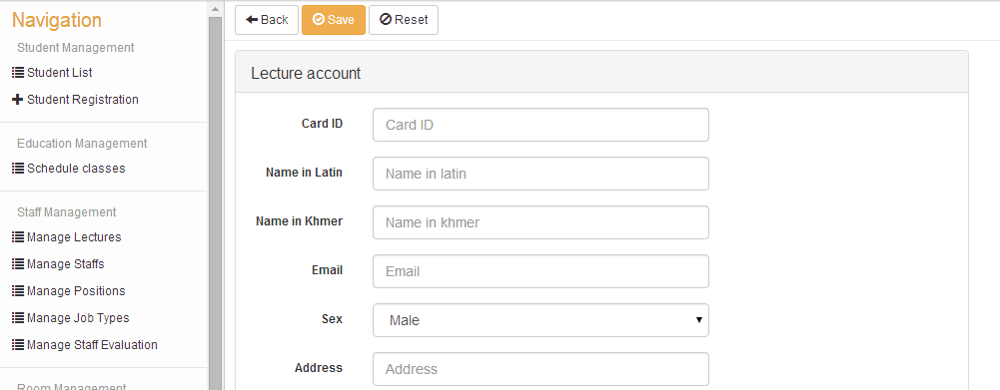 Navigation
Student Management
Student List
Student Registration
Education Management
Schedule classes
Staff Management
Manage Lectures
Manage Staffs
Manage Positions
Manage Job Types
Manage Staff Evaluation
Room Management
Back Save Reset
Lecture account
Card ID Card ID
Name in Latin Name in latin
Name in Khmer Name in khmer
Email Email
Sex Male
Address Address